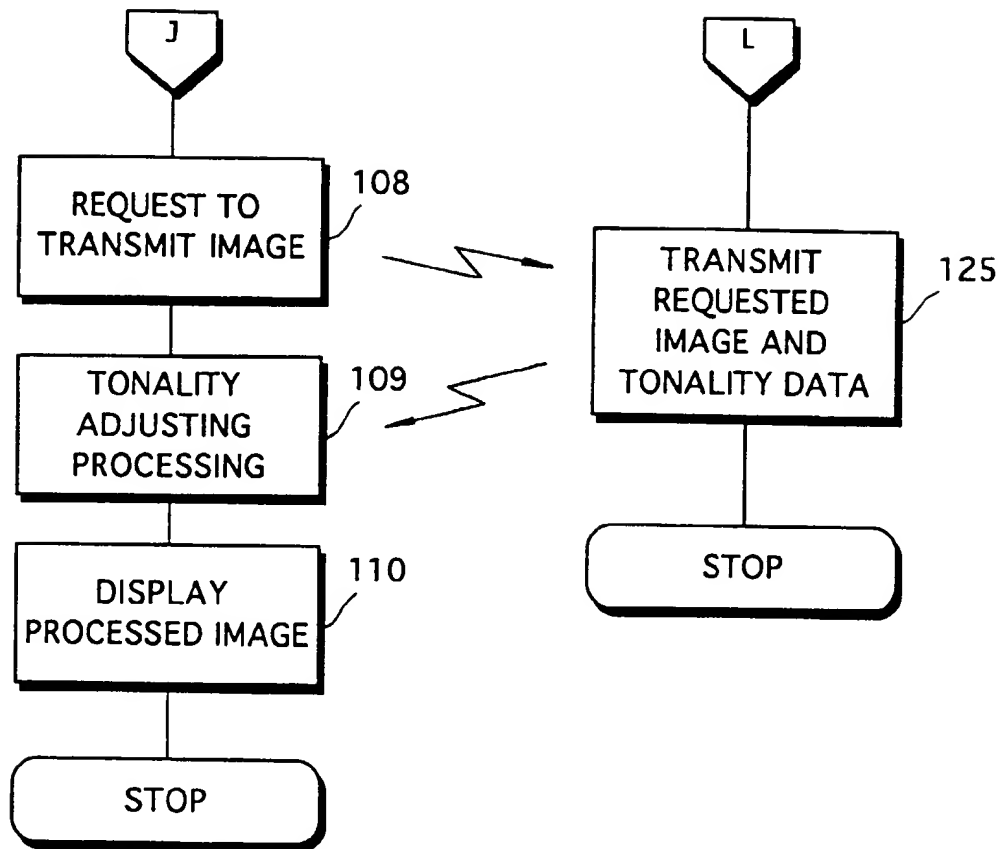 J
REQUEST TO
TRANSMIT IMAGE
108
TONALITY
ADJUSTING
PROCESSING
109
DISPLAY
PROCESSED IMAGE
110
STOP
L
TRANSMIT
REQUESTED
IMAGE AND
TONALITY DATA
125
STOP